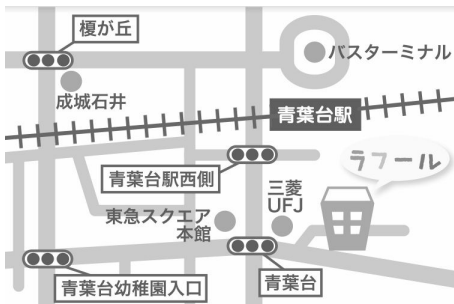 榎が丘
バスターミナル
成城石井
青葉台駅
青葉台駅西側
ラフール
三菱
UFJ
東急スクエア
本館
青葉台幼稚園入口
青葉台